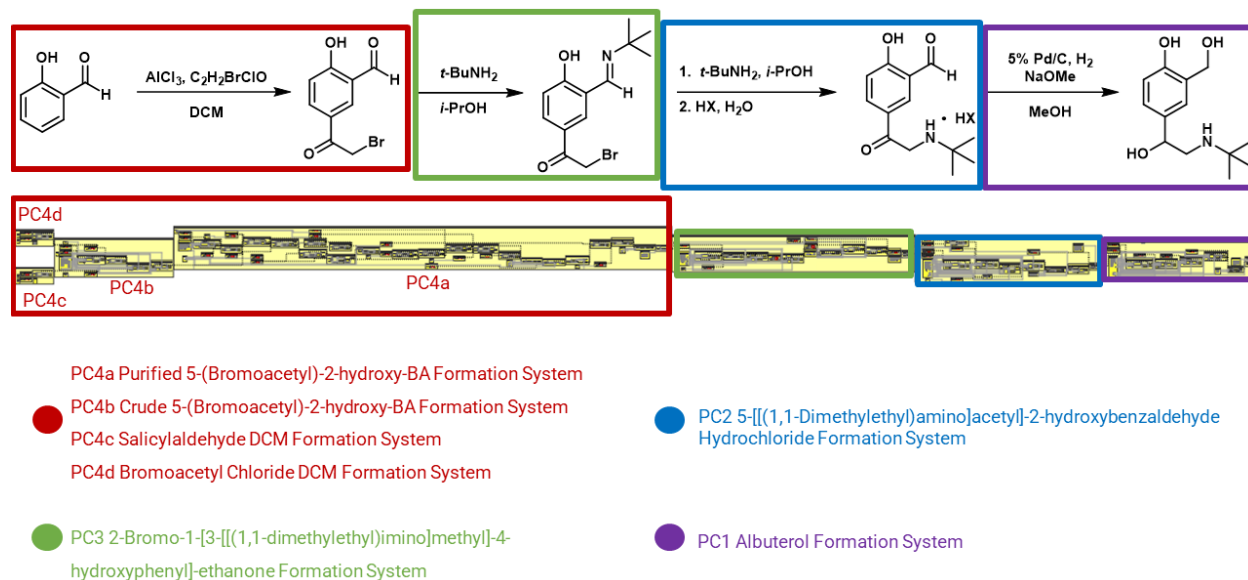 OH
O
H
AlCl3, C2H2BrClO
DCM
OH
O
H
O
Br
t-BuNH2
i-PrOH
OH
N
H
O
Br
1. t-BuNH2, i-PrOH
2. HX, H2O
OH
O
H
H
• HX
O
N
5% Pd/C, H2
NaOMe
MeOH
OH
OH
H
N
HO
PC4d
PC4c
PC4b
PC4a
PC4a Purified 5-(Bromoacetyl)-2-hydroxy-BA Formation System
PC4b Crude 5-(Bromoacetyl)-2-hydroxy-BA Formation System
PC4c Salicylaldehyde DCM Formation System
PC4d Bromoacetyl Chloride DCM Formation System
PC2 5-[[(1,1-Dimethylethyl)amino]acetyl]-2-hydroxybenzaldehyde
Hydrochloride Formation System
PC3 2-Bromo-1-[3-[[(1,1-dimethylethyl)imino]methyl]-4-
hydroxyphenyl]-ethanone Formation System
PC1 Albuterol Formation System